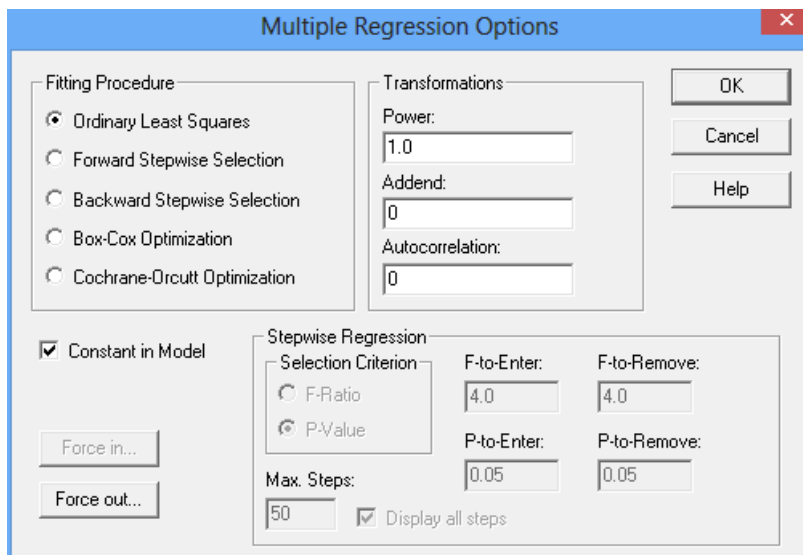 Multiple Regression Options
Fitting Procedure
Ordinary Least Squares
Forward Stepwise Selection
Backward Stepwise Selection
Box-Cox Optimization
Cochrane-Orcutt Optimization
Transformations
Power:
1.0
Addend:
0
Autocorrelation:
0
OK
Cancel
Help
Constant in Model
Force in...
Force out...
Stepwise Regression
Selection Criterion
F-Ratio
P-Value
F-to-Enter:
4.0
F-to-Remove:
4.0
P-to-Enter:
0.05
P-to-Remove:
0.05
Max. Steps:
50
Display all steps